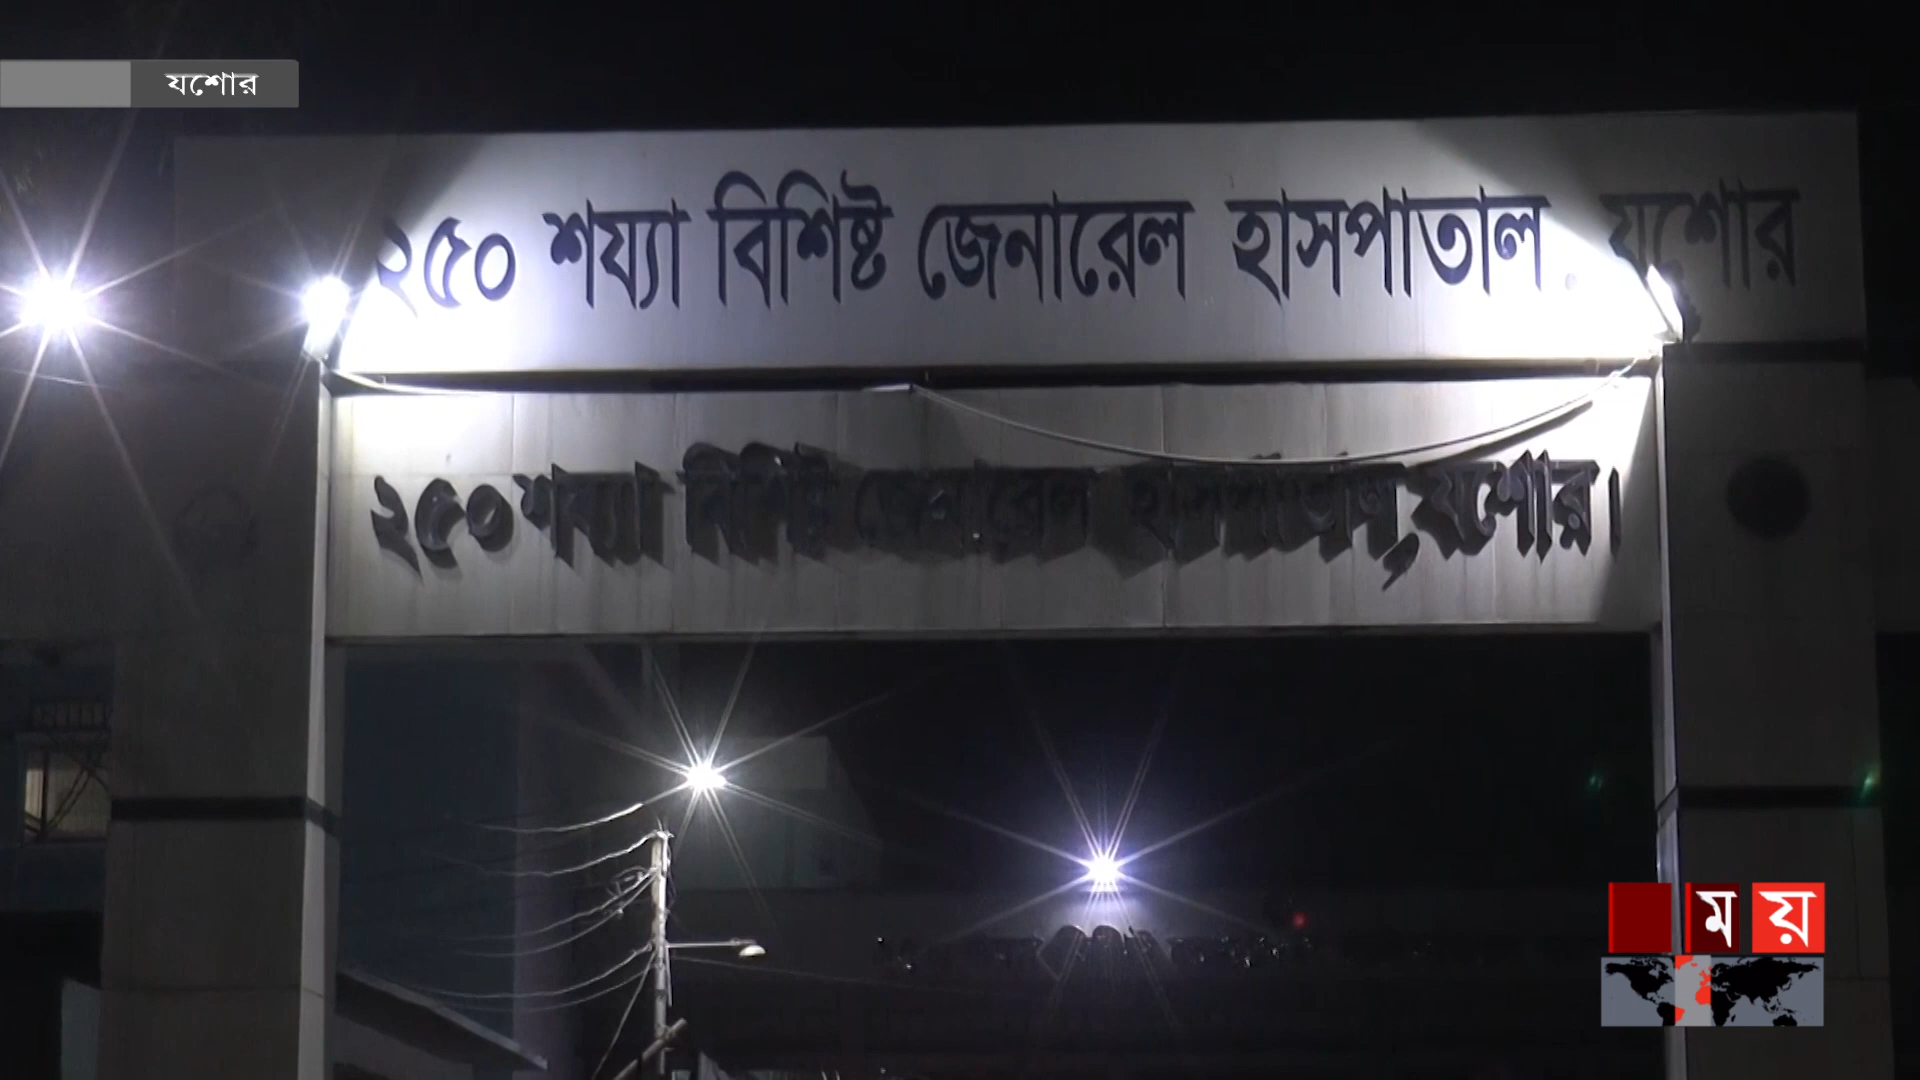 যশোর
২৫০ শয্যা বিশিষ্ট জেনারেল হাসপাতাল, যশোর
২৫০ শয্যা বিশিষ্ট জেনারেল হাসপাতাল, যশোর।
ময়